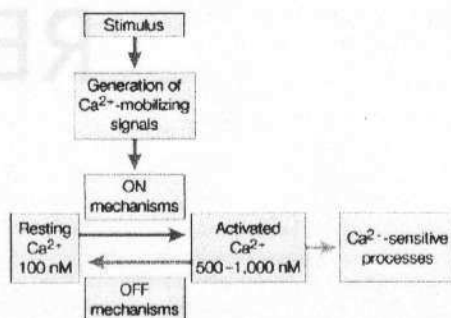 Stimulus
Generation of
Ca²⁺-mobilizing
signals
ON
mechanisms
Resting
Ca²⁺
100 nM
Activated
Ca²⁺
500–1,000 nM
Ca²⁺-sensitive
processes
OFF
mechanisms